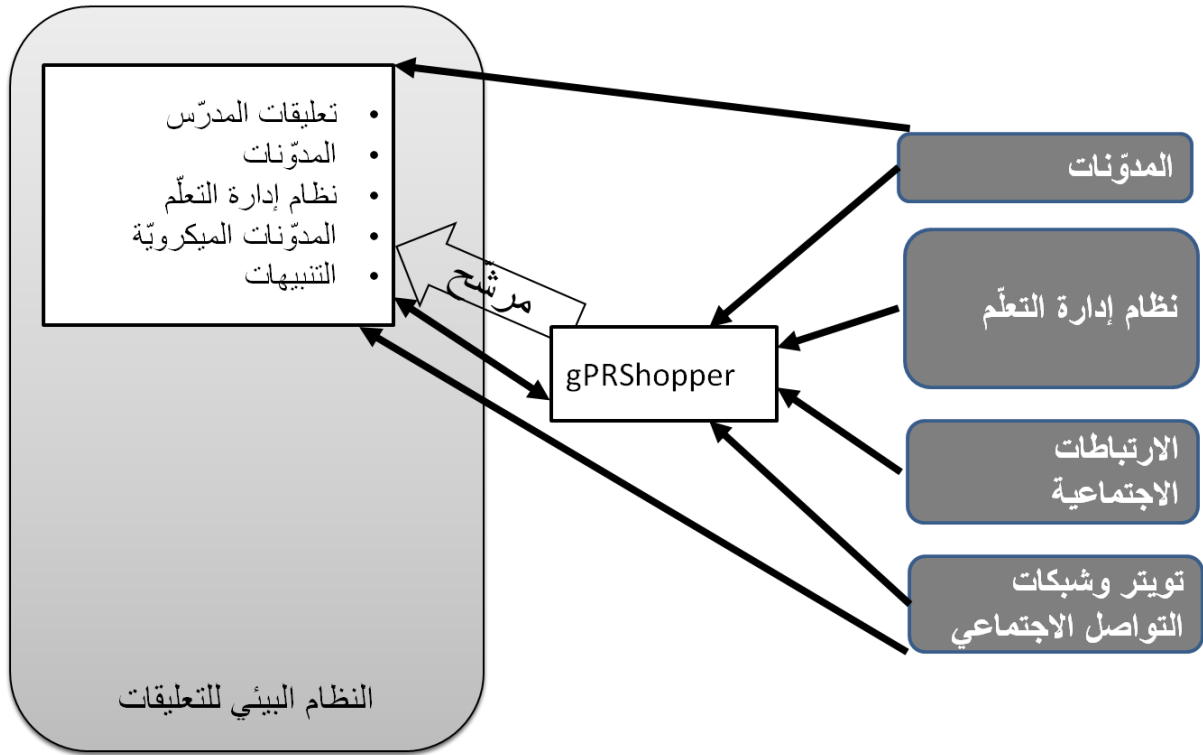 تعليقات المدرّس
المدوّنات
نظام إدارة التعلّم
المدوّنات الميكرويّة
التنبيهات
مرشّح
gPRShopper
المدوّنات
نظام إدارة التعلّم
الارتباطات
الاجتماعية
تويتر وشبكات
التواصل الاجتماعي
النظام البيئي للتعليقات